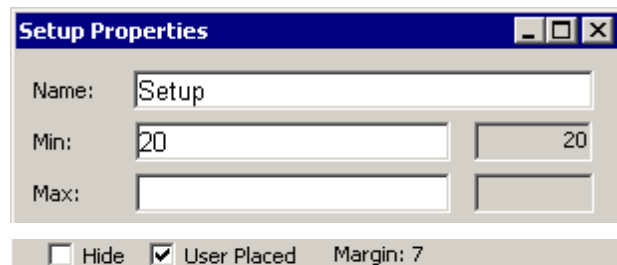 Setup Properties
Name: Setup
Min: 20 20
Max:
Hide User Placed Margin: 7